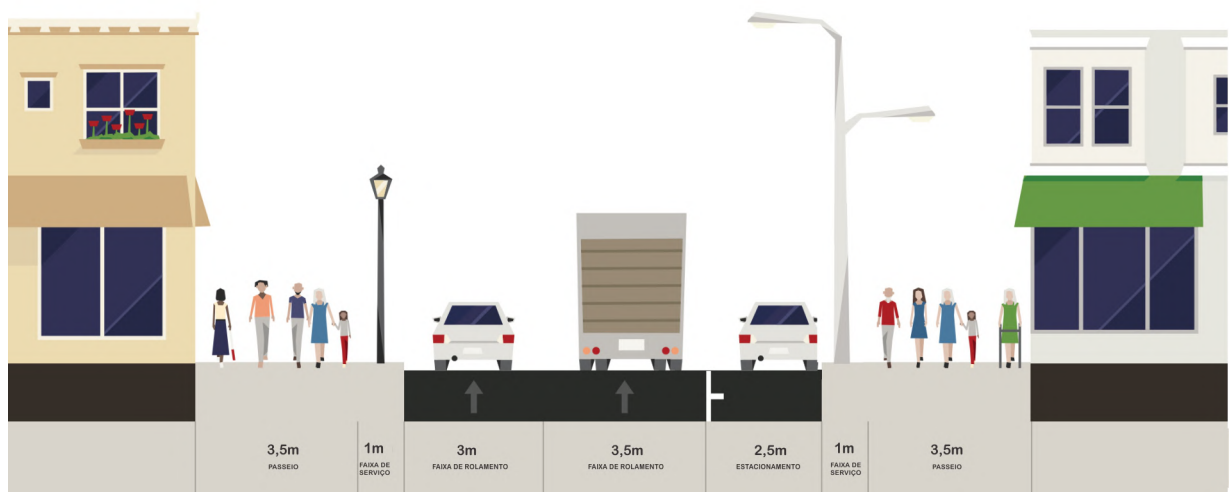 3,5m
PASSEIO
1m
FAIXA DE
SERVIÇO
3m
FAIXA DE ROLAMENTO
3,5m
FAIXA DE ROLAMENTO
2,5m
ESTACIONAMENTO
1m
FAIXA DE
SERVIÇO
3,5m
PASSEIO